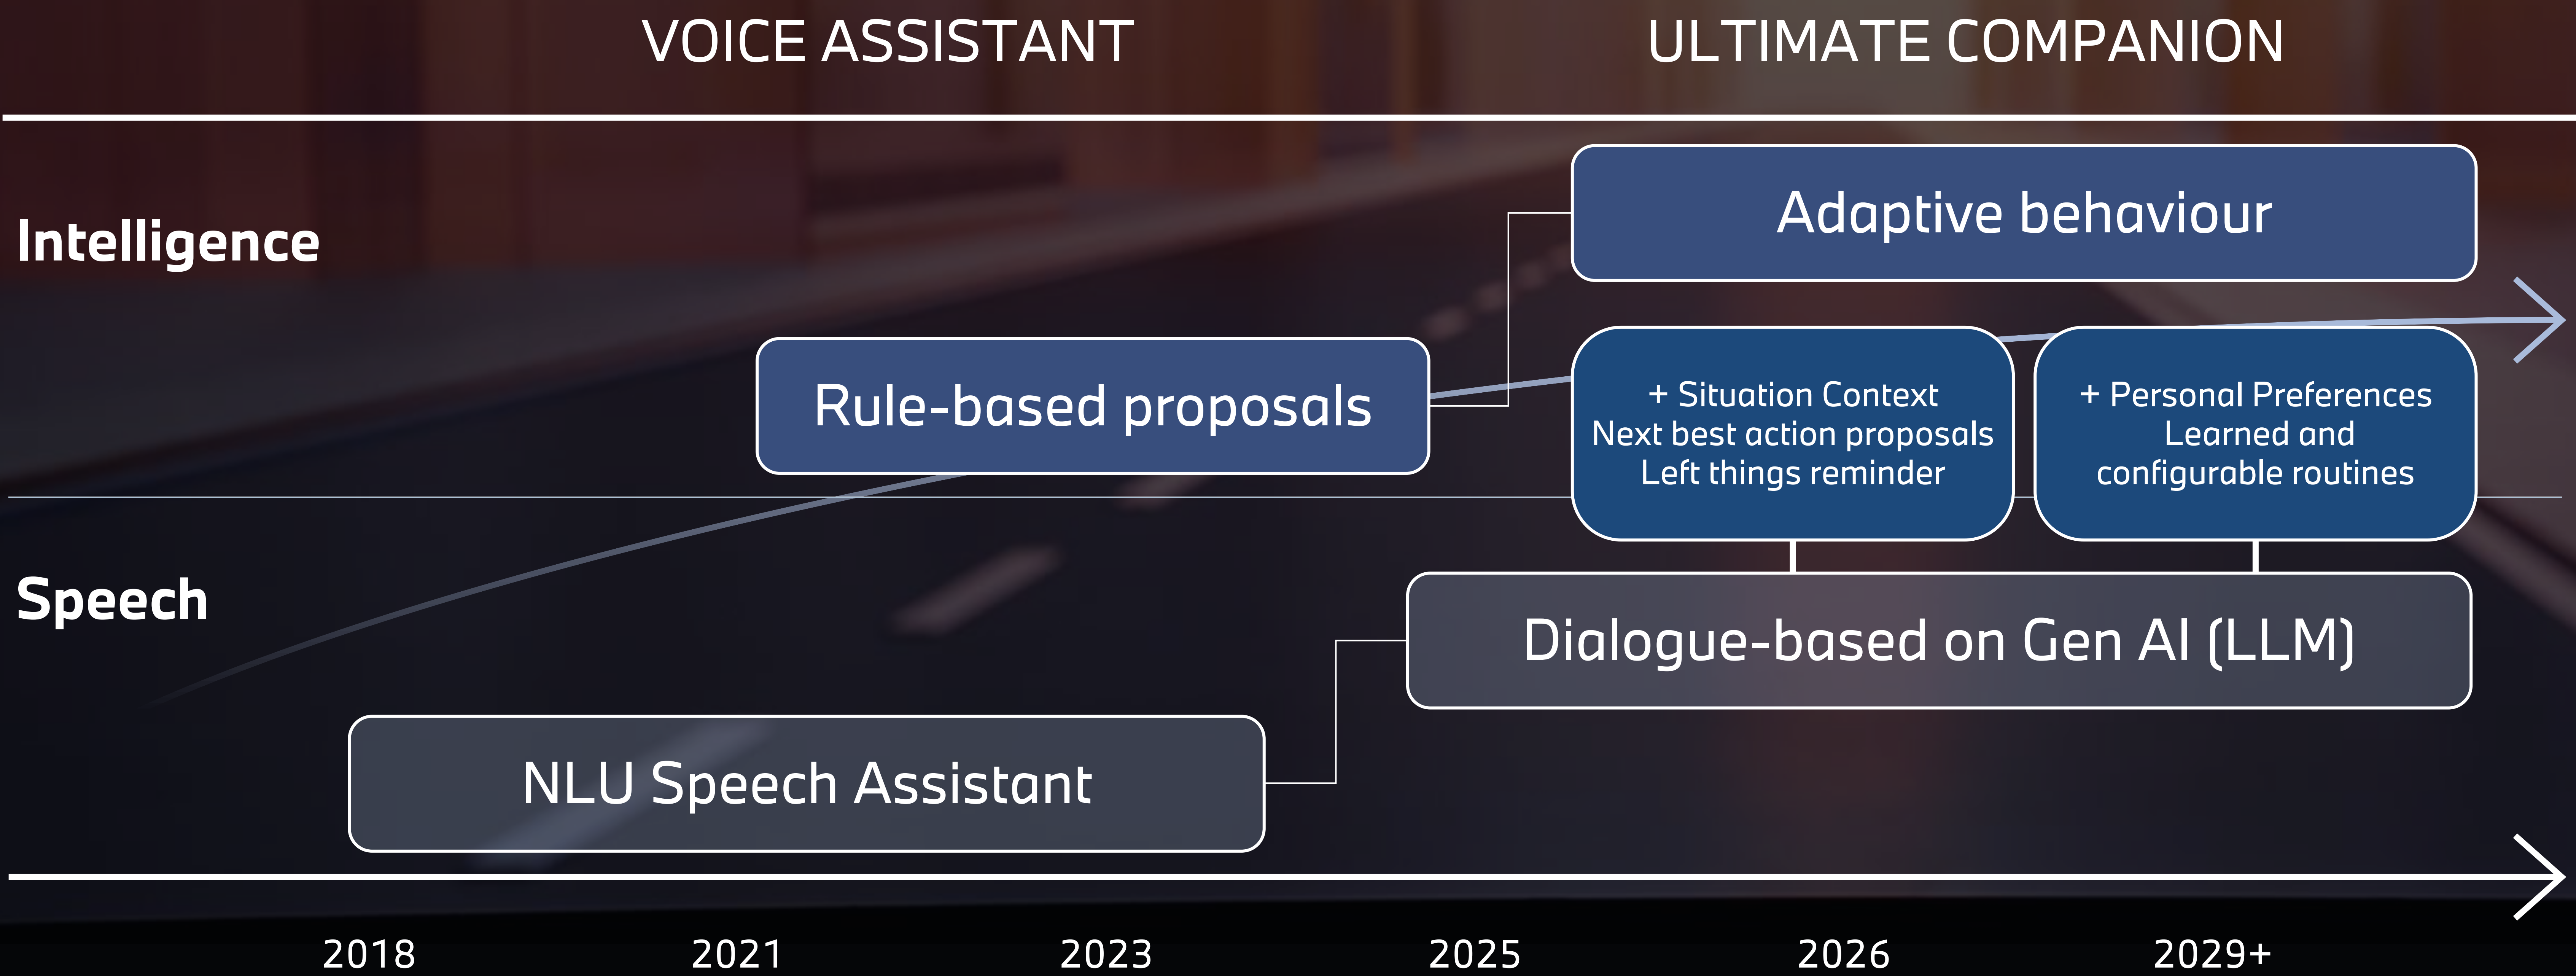 VOICE ASSISTANT
ULTIMATE COMPANION
Intelligence
Adaptive behaviour
Rule-based proposals
+ Situation Context
Next best action proposals
Left things reminder
+ Personal Preferences
Learned and
configurable routines
Speech
Dialogue-based on Gen AI (LLM)
NLU Speech Assistant
2018
2021
2023
2025
2026
2029+